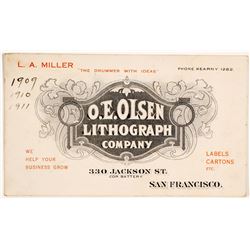 L. A. MILLER
"THE DRUMMER WITH IDEAS"
PHONE KEARNY 1282
1909
1910
1911
O.E.OLSEN
LITHOGRAPH
COMPANY
WE
HELP YOUR
BUSINESS GROW
LABELS
CARTONS
ETC.
330 JACKSON ST.
COR BATTERY
SAN FRANCISCO.